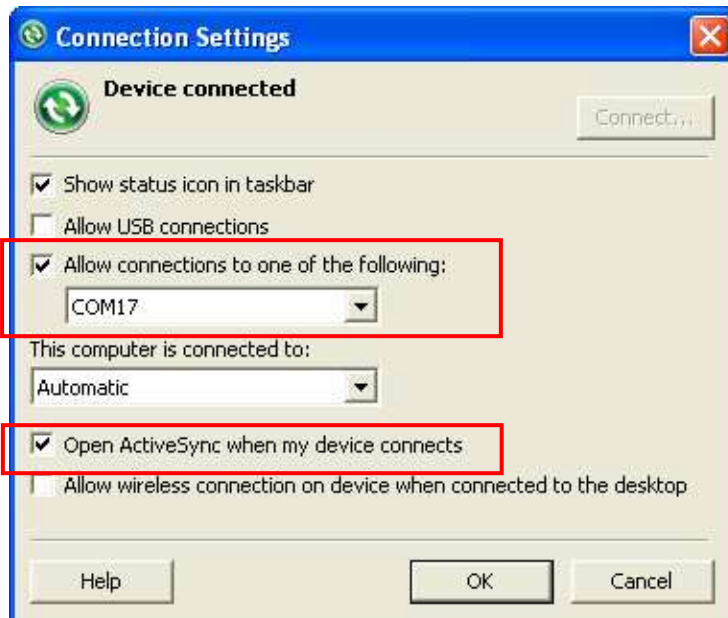 Connection Settings
Device connected
Connect...
Show status icon in taskbar
Allow USB connections
Allow connections to one of the following:
COM17
This computer is connected to:
Automatic
Open ActiveSync when my device connects
Allow wireless connection on device when connected to the desktop
Help OK Cancel